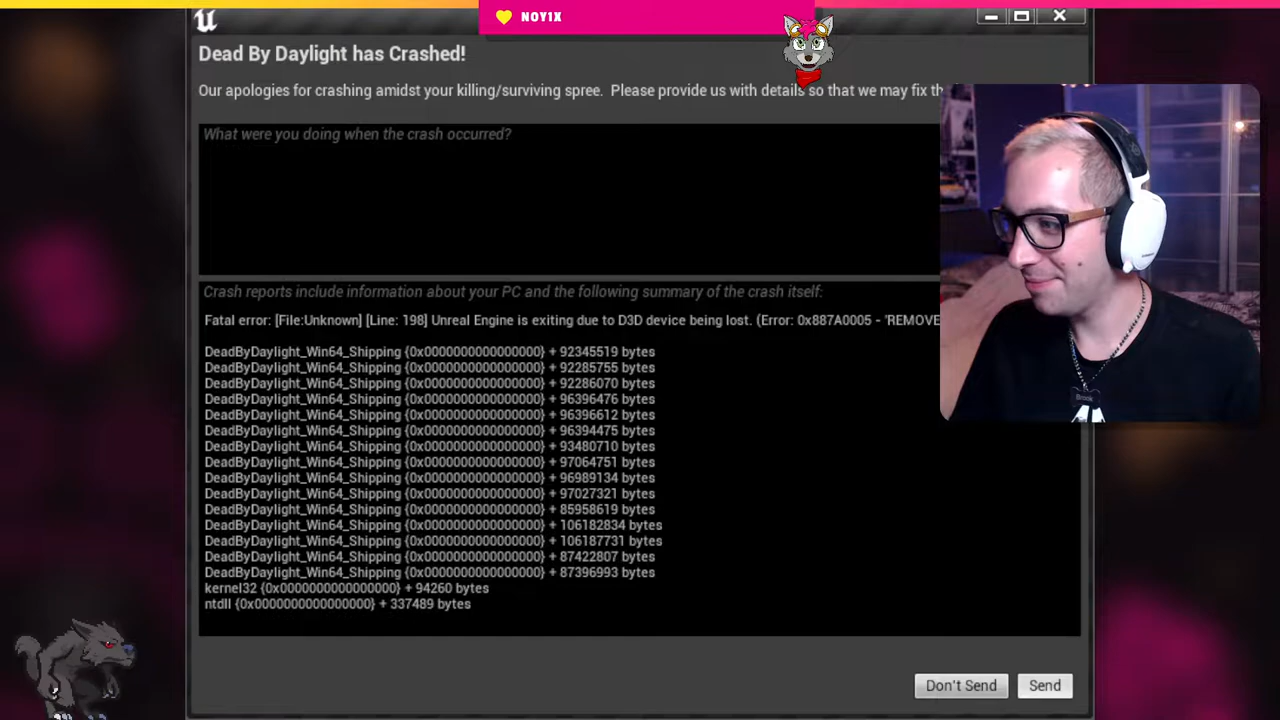 NOY1X
Dead By Daylight has Crashed!
Our apologies for crashing amidst your killing/surviving spree. Please provide us with details so that we may fix th
What were you doing when the crash occurred?
Crash reports include information about your PC and the following summary of the crash itself:
Fatal error: [File:Unknown] [Line: 198] Unreal Engine is exiting due to D3D device being lost. (Error: 0x887A0005 - 'REMOVE
DeadByDaylight_Win64_Shipping {0x0000000000000000} + 92345519 bytes
DeadByDaylight_Win64_Shipping {0x0000000000000000} + 92285755 bytes
DeadByDaylight_Win64_Shipping {0x0000000000000000} + 92286070 bytes
DeadByDaylight_Win64_Shipping {0x0000000000000000} + 96396476 bytes
DeadByDaylight_Win64_Shipping {0x0000000000000000} + 96396612 bytes
DeadByDaylight_Win64_Shipping {0x0000000000000000} + 96394475 bytes
DeadByDaylight_Win64_Shipping {0x0000000000000000} + 93480710 bytes
DeadByDaylight_Win64_Shipping {0x0000000000000000} + 97064751 bytes
DeadByDaylight_Win64_Shipping {0x0000000000000000} + 96989134 bytes
DeadByDaylight_Win64_Shipping {0x0000000000000000} + 97027321 bytes
DeadByDaylight_Win64_Shipping {0x0000000000000000} + 85958619 bytes
DeadByDaylight_Win64_Shipping {0x0000000000000000} + 106182834 bytes
DeadByDaylight_Win64_Shipping {0x0000000000000000} + 106187731 bytes
DeadByDaylight_Win64_Shipping {0x0000000000000000} + 87422807 bytes
DeadByDaylight_Win64_Shipping {0x0000000000000000} + 87396993 bytes
kernel32 {0x0000000000000000} + 94260 bytes
ntdll {0x0000000000000000} + 337489 bytes
Brook
Don't Send
Send